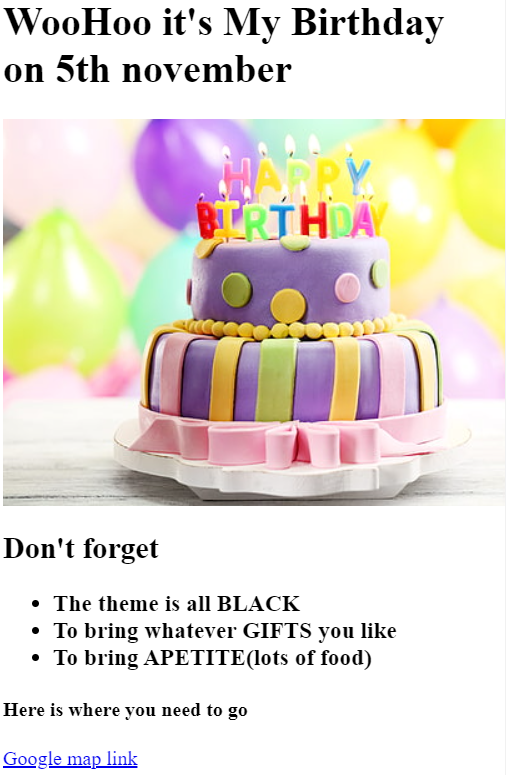 WooHoo it's My Birthday
on 5th november
HAPPY
BIRTHDAY
Don't forget
• The theme is all BLACK
• To bring whatever GIFTS you like
• To bring APETITE(lots of food)
Here is where you need to go
Google map link